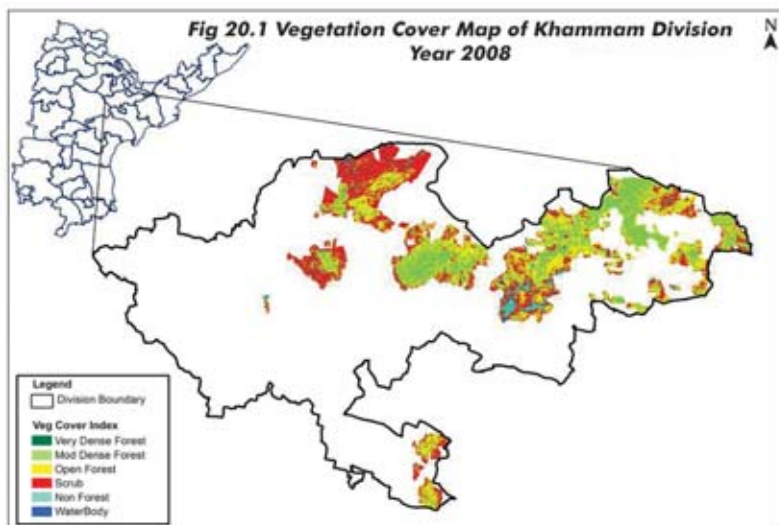 Fig 20.1 Vegetation Cover Map of Khammam Division
Year 2008
N
Legend
Division Boundary
Veg Cover Index
Very Dense Forest
Mod Dense Forest
Open Forest
Scrub
Non Forest
WaterBody